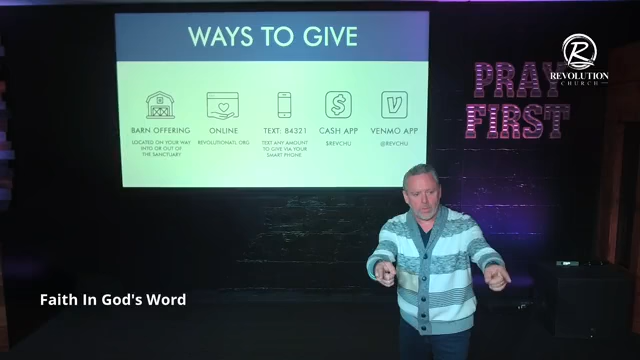 WAYS TO GIVE
BARN OFFERING
LOCATED ON YOUR WAY
INTO OR OUT OF
THE SANCTUARY
ONLINE
REVOLUTIONATL.ORG
TEXT: 84321
TEXT ANY AMOUNT
TO GIVE VIA YOUR
SMART PHONE
CASH APP
$REVCHU
VENMO APP
@REVCHU
PRAY
FIRST
R
REVOLUTION
CHURCH
Faith In God's Word